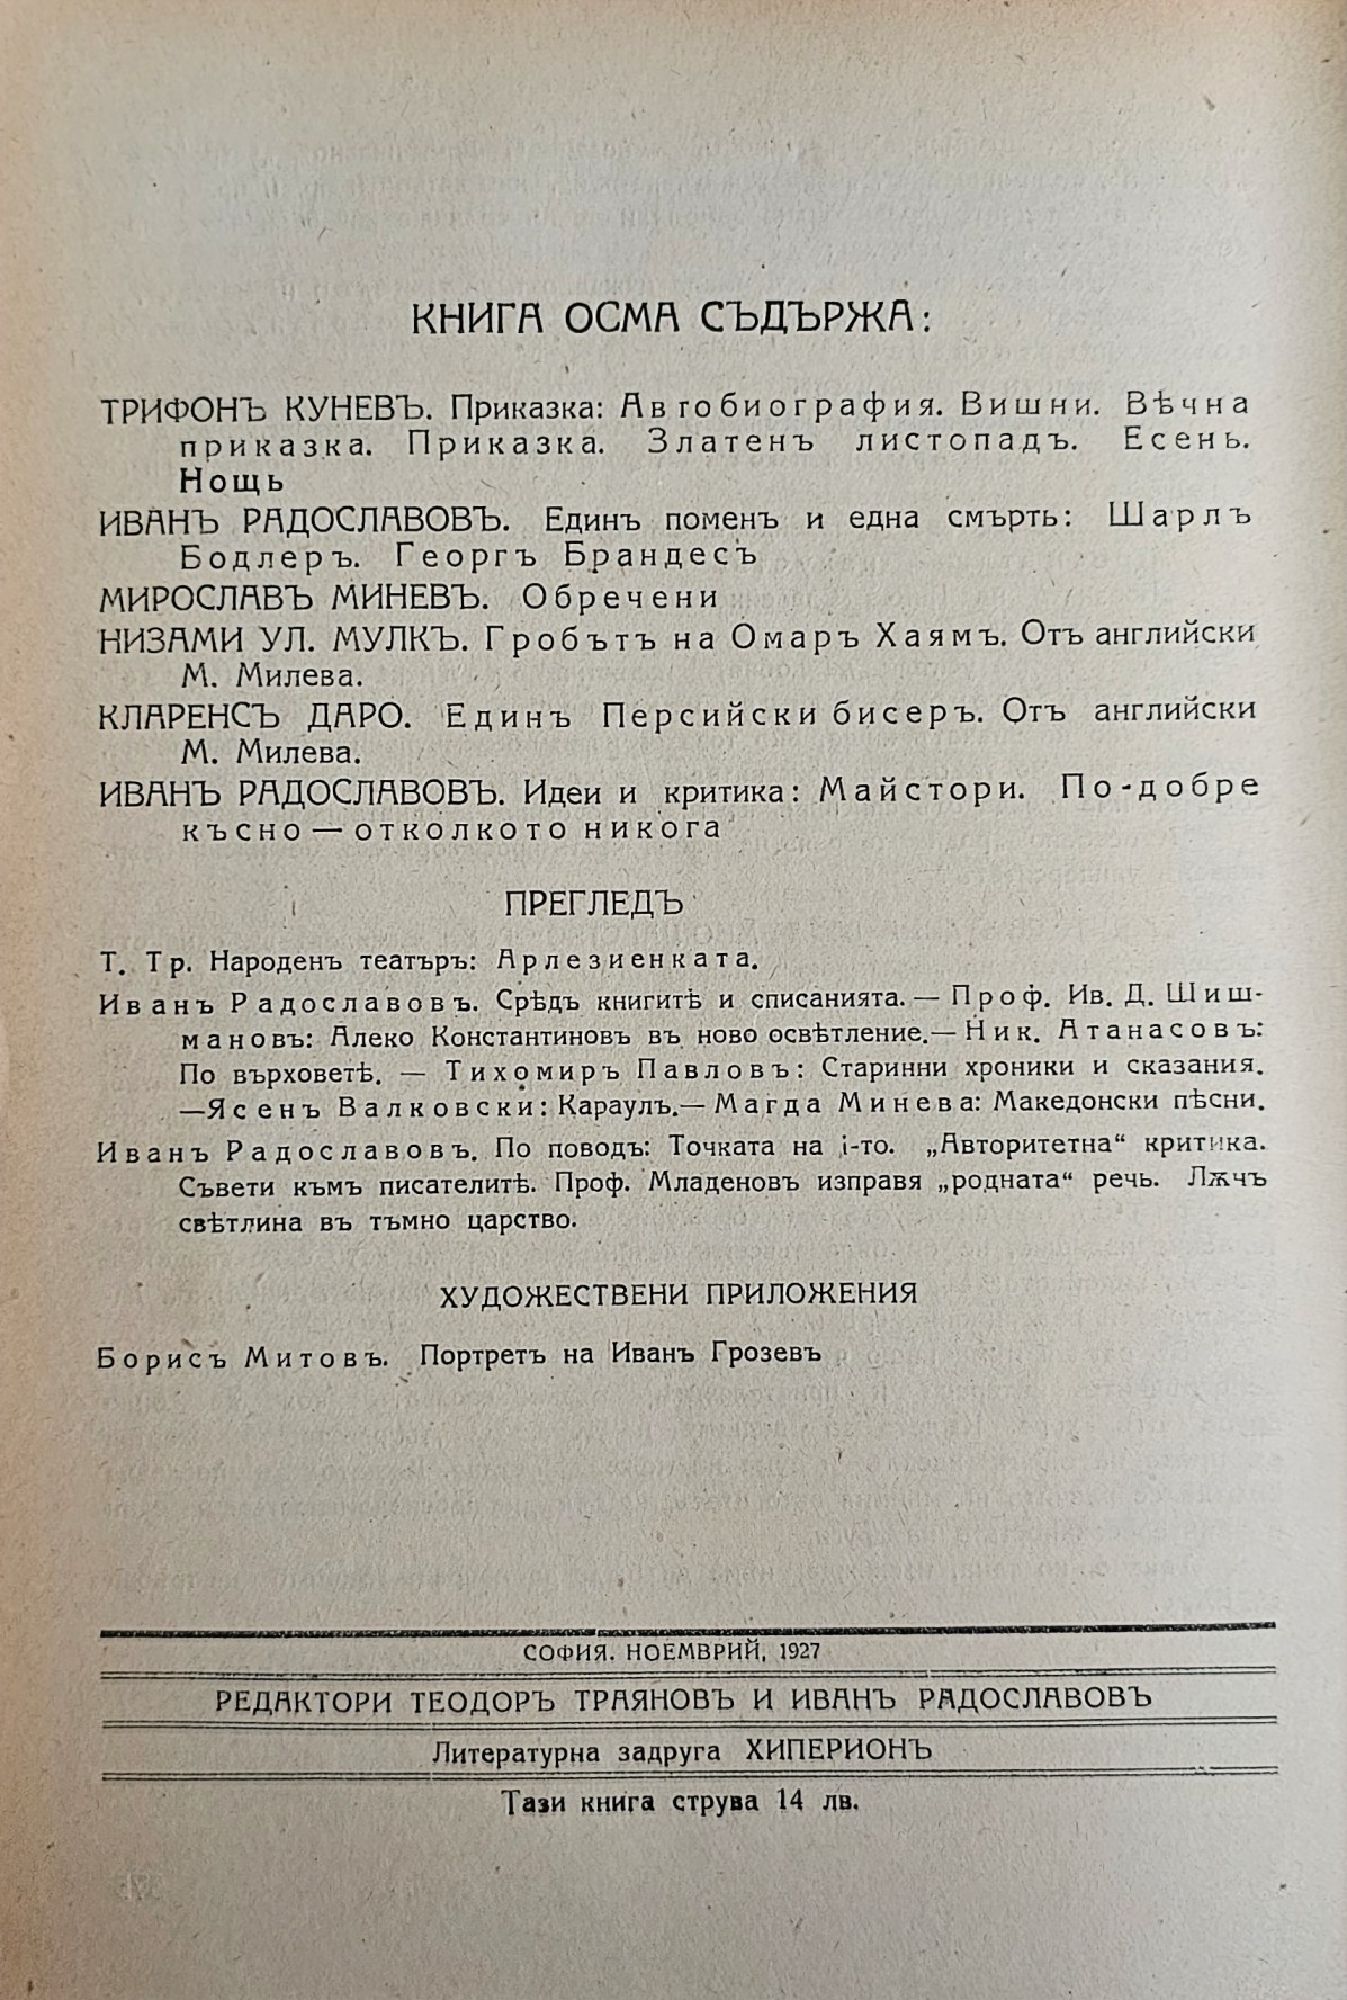 КНИГА ОСМА СЪДЪРЖА:
ТРИФОНЪ КУНЕВЪ. Приказка: Автобиография. Вишни. Вѣчна
приказка. Приказка. Златенъ листопадъ. Есень.
Нощь
ИВАНЪ РАДОСЛАВОВЪ. Единъ поменъ и една смърть: Шарлъ
Бодлеръ. Георгъ Брандесъ
МИРОСЛАВЪ МИНЕВЪ. Обречени
НИЗАМИ УЛ. МУЛКЪ. Гробътъ на Омаръ Хаямъ. Отъ английски
М. Милева.
КЛАРЕНСЪ ДАРО. Единъ Персийски бисеръ. Отъ английски
М. Милева.
ИВАНЪ РАДОСЛАВОВЪ. Идеи и критика: Майстори. По-добре
късно — отколкото никога
ПРЕГЛЕДЪ
Т. Тр. Народенъ театъръ: Арлезиенката.
Иванъ Радославовъ. Срѣдъ книгитѣ и списанията. — Проф. Ив. Д. Шиш-
мановъ: Алеко Константиновъ въ ново освѣтление. — Ник. Атанасовъ:
По върховетѣ. — Тихомиръ Павловъ: Старинни хроники и сказания.
— Ясенъ Валковски: Караулъ. — Магда Минева: Македонски пѣсни.
Иванъ Радославовъ. По поводъ: Точката на і-то. „Авторитетна“ критика.
Съвети къмъ писателитѣ. Проф. Младеновъ изправя „родната“ речь. Лѫчъ
свѣтлина въ тъмно царство.
ХУДОЖЕСТВЕНИ ПРИЛОЖЕНИЯ
Борисъ Митовъ. Портретъ на Иванъ Грозевъ
СОФИЯ. НОЕМВРИЙ, 1927
РЕДАКТОРИ ТЕОДОРЪ ТРАЯНОВЪ И ИВАНЪ РАДОСЛАВОВЪ
Литературна задруга ХИПЕРИОНЪ
Тази книга струва 14 лв.